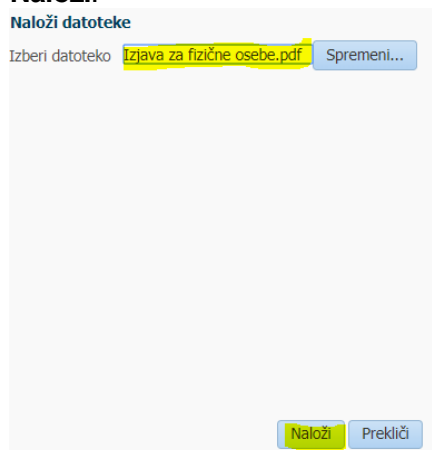 Naloži datoteke
Izberi datoteko Izjava za fizične osebe.pdf Spremeni...
Naloži Prekliči